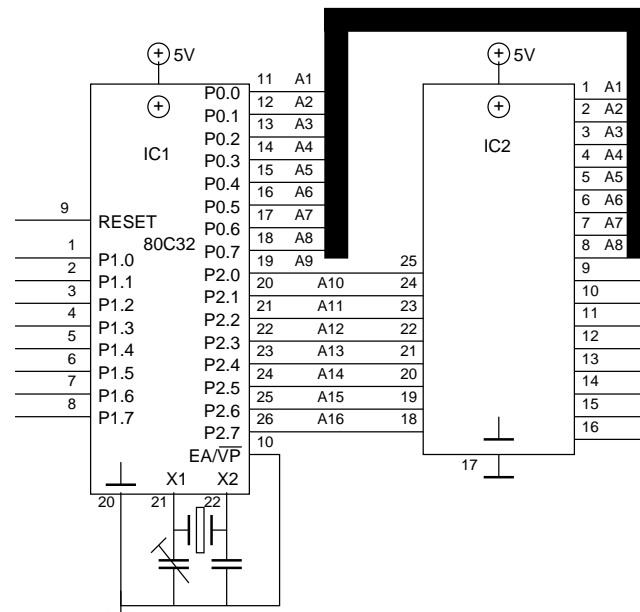 5V
5V
IC1
80C32
9
RESET
1
P1.0
2
P1.1
3
P1.2
4
P1.3
5
P1.4
6
P1.5
7
P1.6
8
P1.7
P0.0 11 A1
P0.1 12 A2
P0.2 13 A3
P0.3 14 A4
P0.4 15 A5
P0.5 16 A6
P0.6 17 A7
P0.7 18 A8
P2.0 19 A9 25
P2.1 20 A10 24
P2.2 21 A11 23
P2.3 22 A12 22
P2.4 23 A13 21
P2.5 24 A14 20
P2.6 25 A15 19
P2.7 26 A16 18
EA/VP 10
X1 X2
20 21 22
IC2
1 A1
2 A2
3 A3
4 A4
5 A5
6 A6
7 A7
8 A8
9
10
11
12
13
14
15
16
17